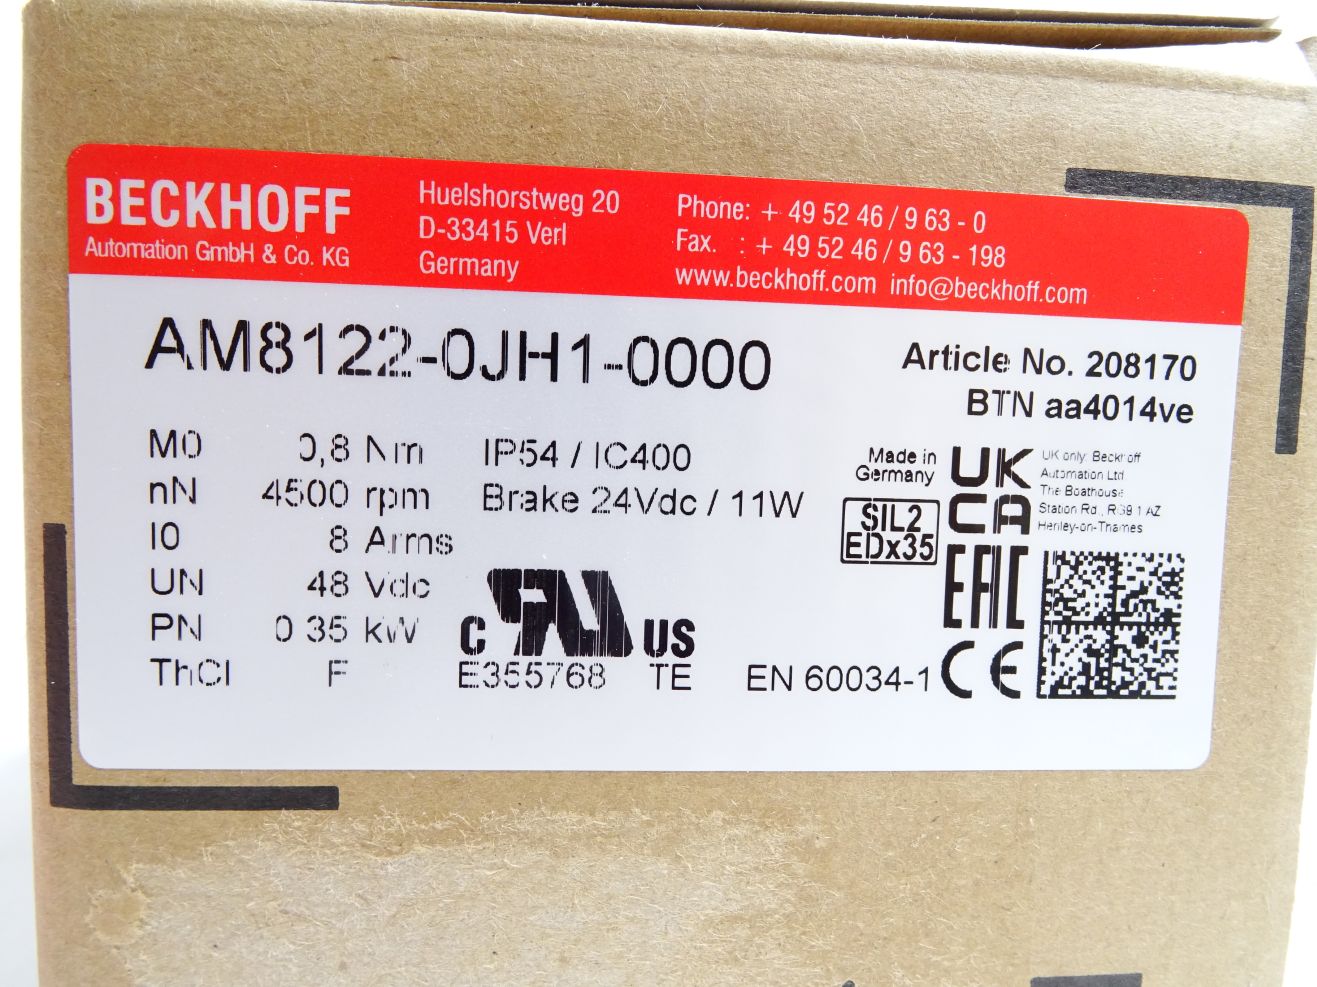 BECKHOFF
Automation GmbH & Co. KG
Huelshorstweg 20
D-33415 Verl
Germany
Phone: + 49 52 46 / 9 63 - 0
Fax. : + 49 52 46 / 9 63 - 198
www.beckhoff.com info@beckhoff.com
AM8122-0JH1-0000
Article No. 208170
BTN aa4014ve
M0 0,8 Nm IP54 / IC400
nN 4500 rpm Brake 24Vdc / 11W
I0 8 Arms
UN 48 Vdc
PN 0.35 kW
ThCl F
c US
E355768 TE
EN 60034-1
Made in
Germany
SIL2
EDx35
UK
CA
EAC
CE
UK only: Beckhoff
Automation Ltd
The Boathouse
Station Rd., RG9 1AZ
Henley-on-Thames